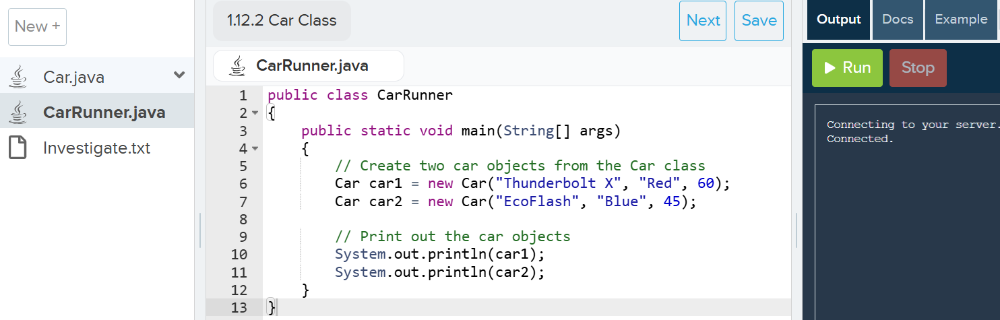 New +
Car.java
CarRunner.java
Investigate.txt
1.12.2 Car Class
Next
Save
CarRunner.java
1 public class CarRunner
2 {
3 public static void main(String[] args)
4 {
5 // Create two car objects from the Car class
6 Car car1 = new Car("Thunderbolt X", "Red", 60);
7 Car car2 = new Car("EcoFlash", "Blue", 45);
8
9 // Print out the car objects
10 System.out.println(car1);
11 System.out.println(car2);
12 }
13 }
Output
Docs
Example
Run
Stop
Connecting to your server.
Connected.